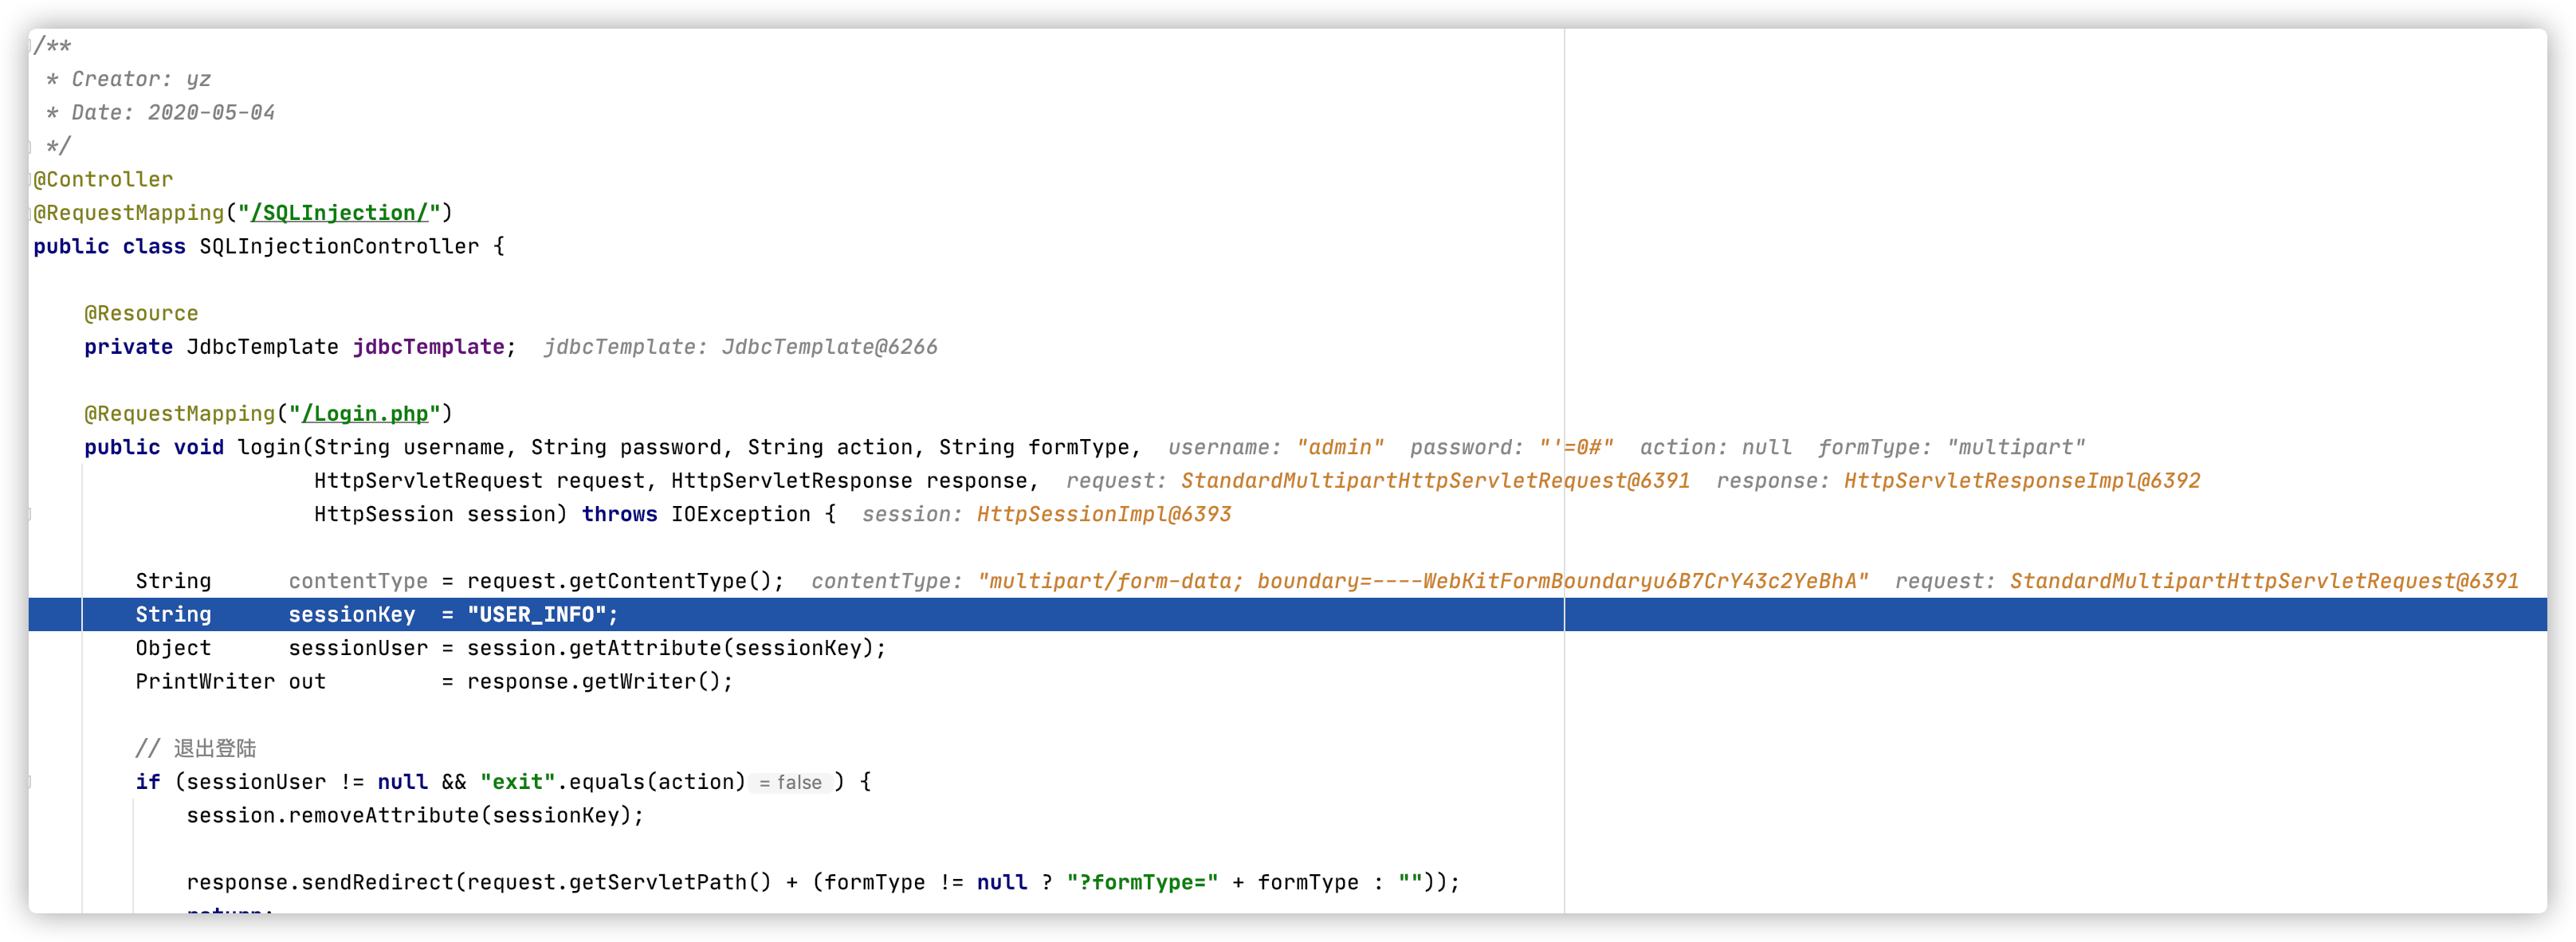 /**
 * Creator: yz
 * Date: 2020-05-04
 */
@Controller
@RequestMapping("/SQLInjection/")
public class SQLInjectionController {
@Resource
private JdbcTemplate jdbcTemplate;  jdbcTemplate: JdbcTemplate@6266
@RequestMapping("/Login.php")
public void login(String username, String password, String action, String formType,  username: "admin"  password: "'=0#"  action: null  formType: "multipart"
HttpServletRequest request, HttpServletResponse response,  request: StandardMultipartHttpServletRequest@6391  response: HttpServletResponseImpl@6392
HttpSession session) throws IOException {  session: HttpSessionImpl@6393
String      contentType = request.getContentType();  contentType: "multipart/form-data; boundary=----WebKitFormBoundaryu6B7CrY43c2YeBhA"  request: StandardMultipartHttpServletRequest@6391
String      sessionKey  = "USER_INFO";
Object      sessionUser = session.getAttribute(sessionKey);
PrintWriter out         = response.getWriter();
// 退出登陆
if (sessionUser != null && "exit".equals(action) = false ) {
session.removeAttribute(sessionKey);
response.sendRedirect(request.getServletPath() + (formType != null ? "?formType=" + formType : ""));
return;